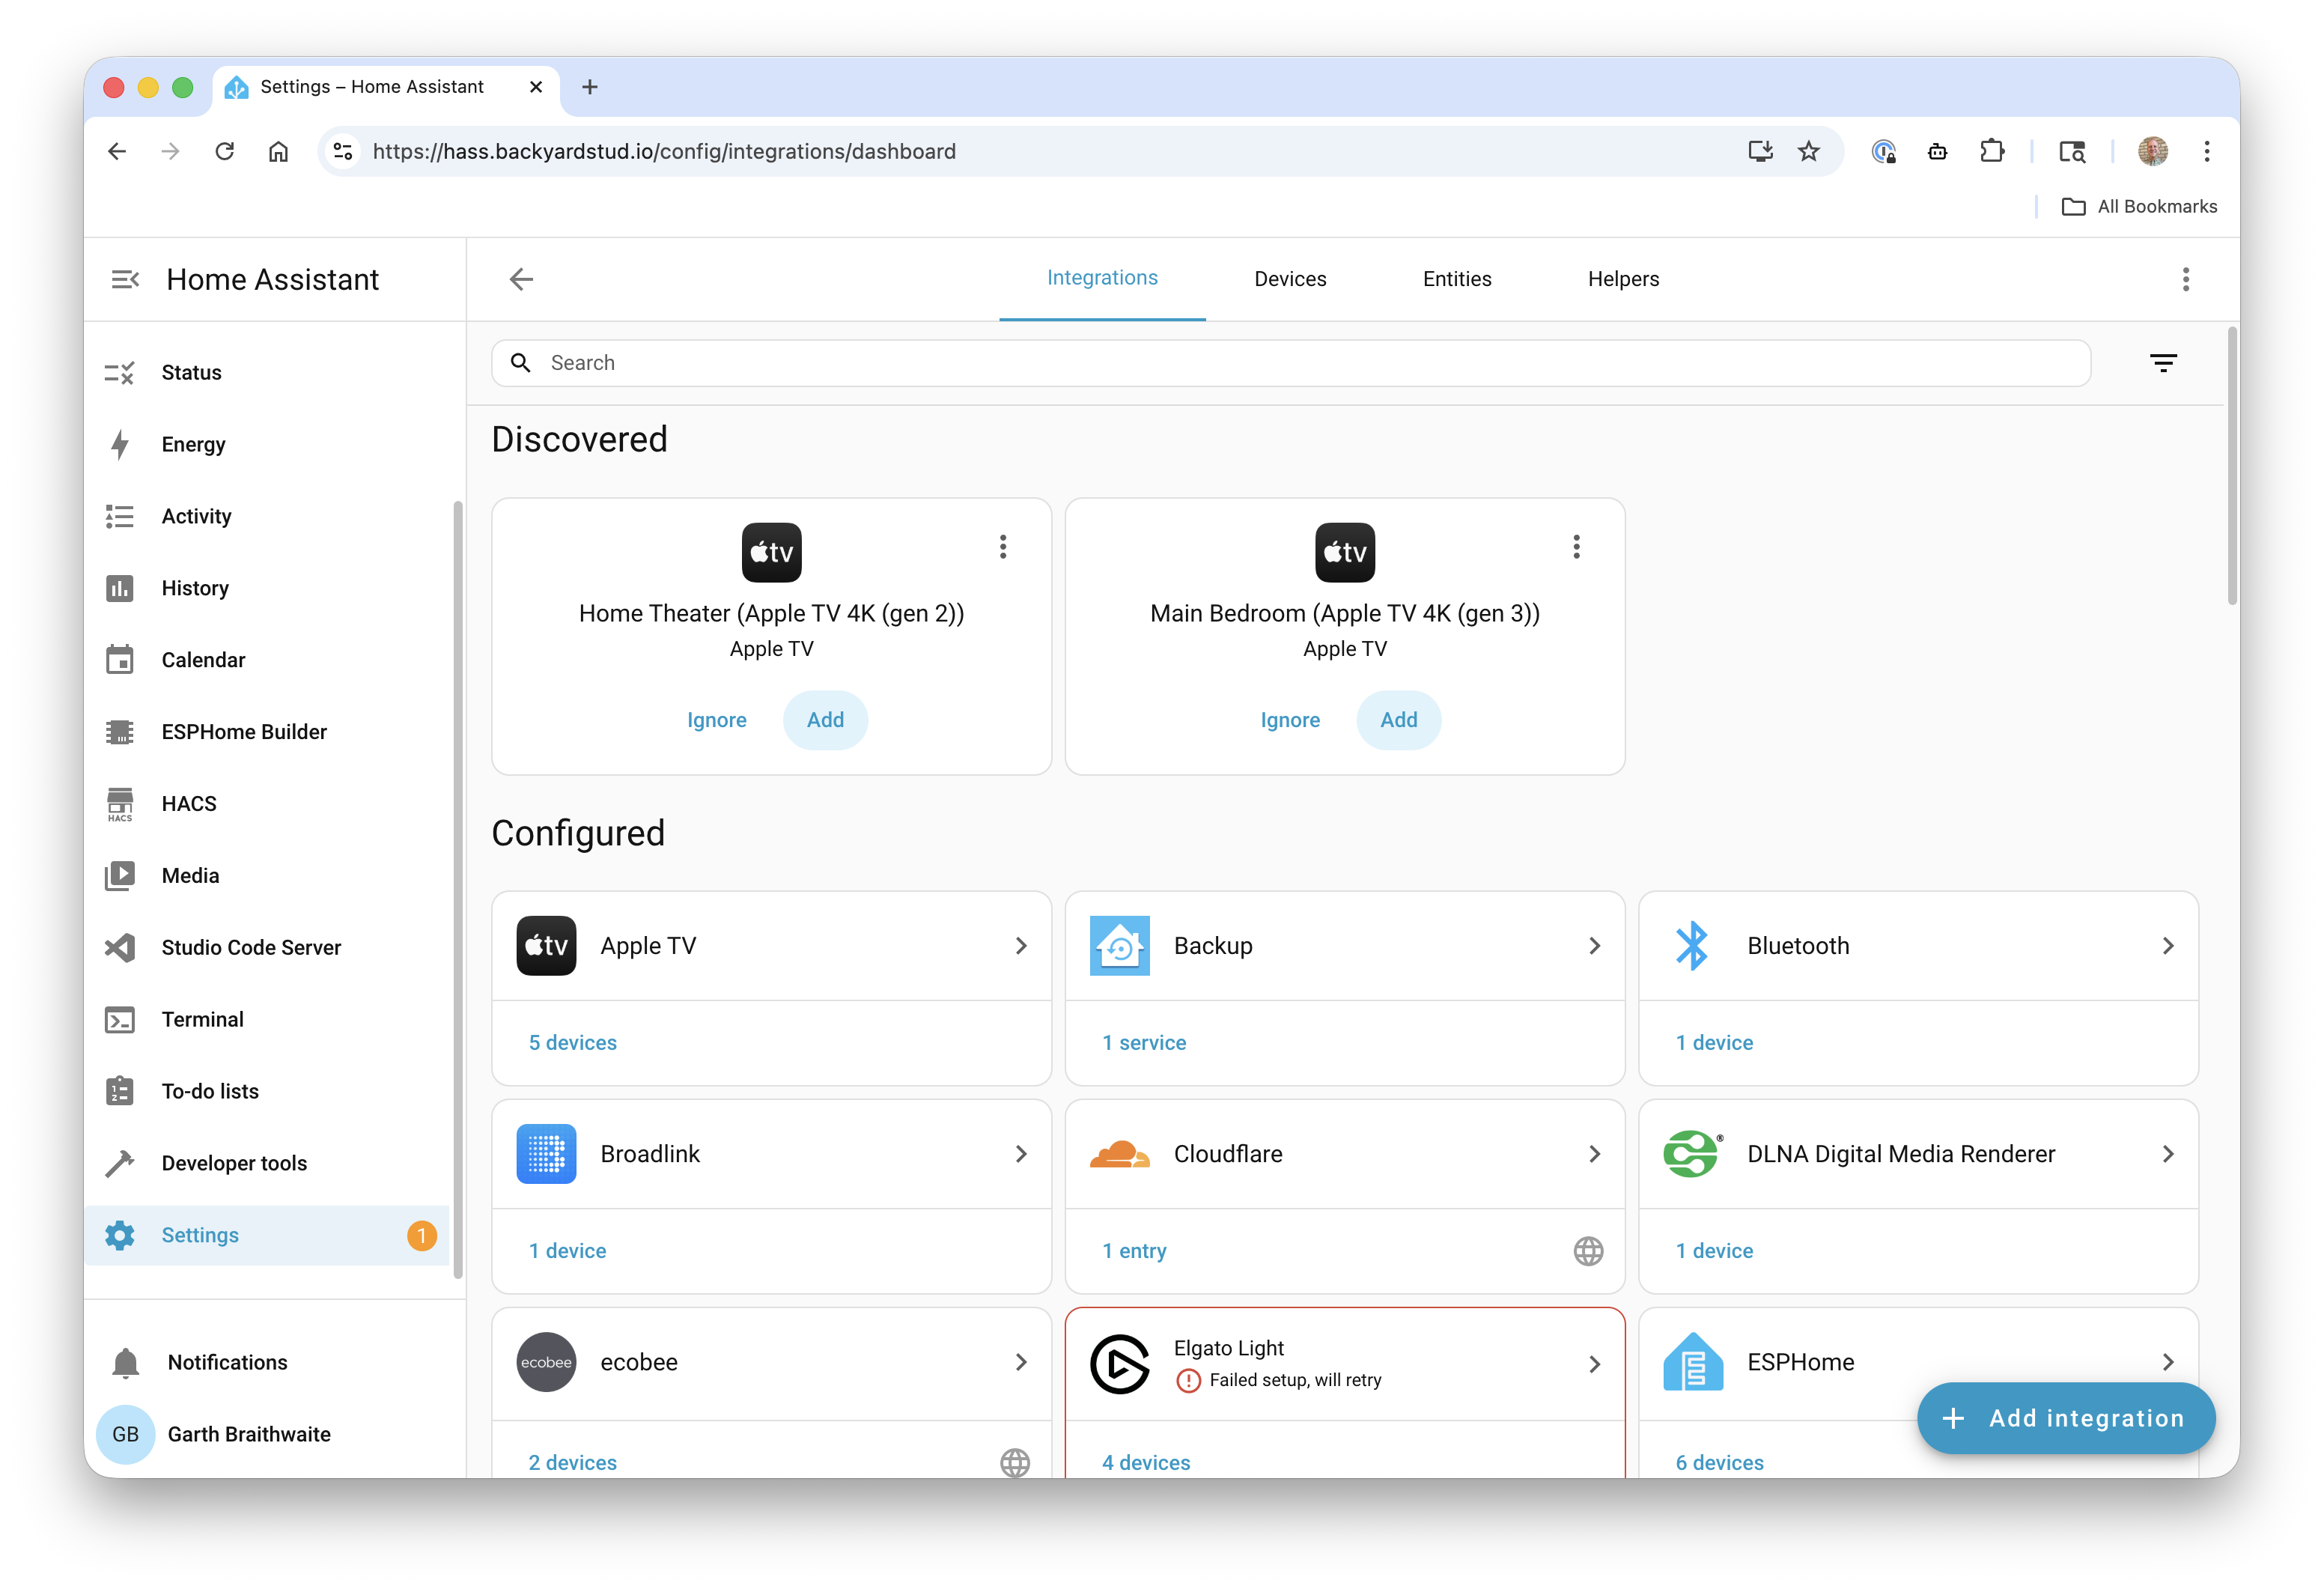 Settings – Home Assistant
https://hass.backyardstud.io/config/integrations/dashboard
All Bookmarks
Home Assistant
Status
Energy
Activity
History
Calendar
ESPHome Builder
HACS
HACS
Media
Studio Code Server
Terminal
To-do lists
Developer tools
Settings
1
Notifications
GB
Garth Braithwaite
Integrations
Devices
Entities
Helpers
Search
Discovered
tv
Home Theater (Apple TV 4K (gen 2))
Apple TV
Ignore
Add
tv
Main Bedroom (Apple TV 4K (gen 3))
Apple TV
Ignore
Add
Configured
tv
Apple TV
5 devices
Backup
1 service
Bluetooth
1 device
Broadlink
1 device
Cloudflare
1 entry
®
DLNA Digital Media Renderer
1 device
ecobee
ecobee
2 devices
Elgato Light
Failed setup, will retry
4 devices
ESPHome
6 devices
Add integration